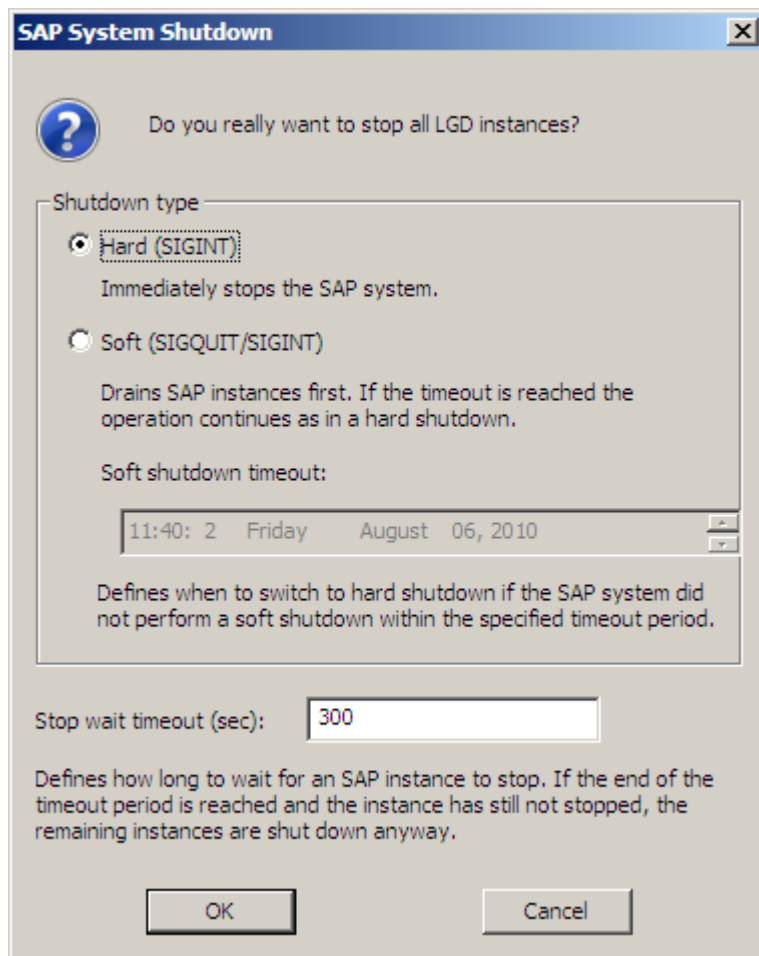 SAP System Shutdown
Do you really want to stop all LGD instances?
Shutdown type
Hard (SIGINT)
Immediately stops the SAP system.
Soft (SIGQUIT/SIGINT)
Drains SAP instances first. If the timeout is reached the
operation continues as in a hard shutdown.
Soft shutdown timeout:
11:40: 2 Friday August 06, 2010
Defines when to switch to hard shutdown if the SAP system did
not perform a soft shutdown within the specified timeout period.
Stop wait timeout (sec): 300
Defines how long to wait for an SAP instance to stop. If the end of the
timeout period is reached and the instance has still not stopped, the
remaining instances are shut down anyway.
OK Cancel